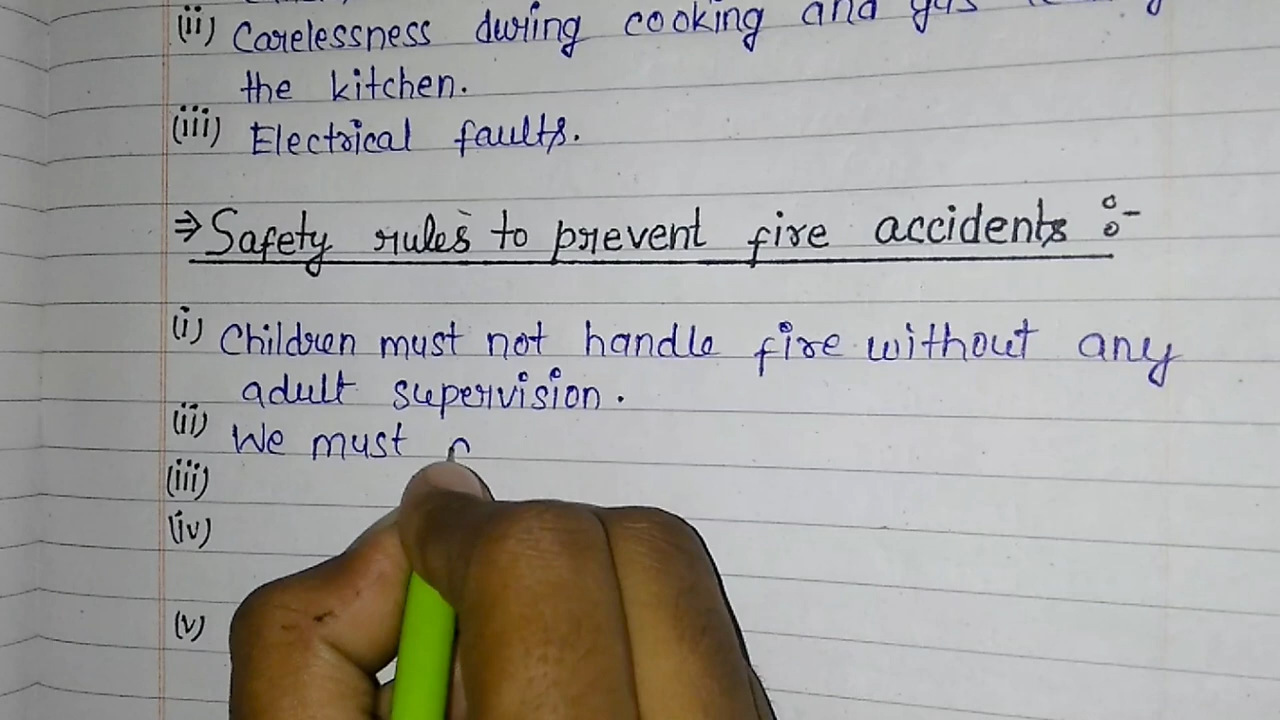 (ii) Carelessness during cooking and gas
the kitchen.
(iii) Electrical faults.
⇒ Safety rules to prevent fire accidents :-
(i) Children must not handle fire without any
adult supervision.
(ii) We must
(iii)
(iv)
(v)